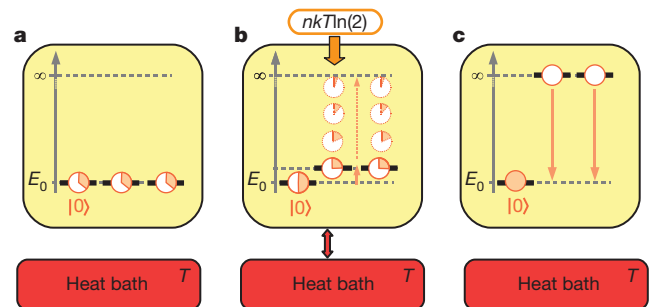 a
∞
E₀
|0⟩
Heat bath T
b
nkTln(2)
∞
E₀
|0⟩
Heat bath T
c
∞
E₀
|0⟩
Heat bath T